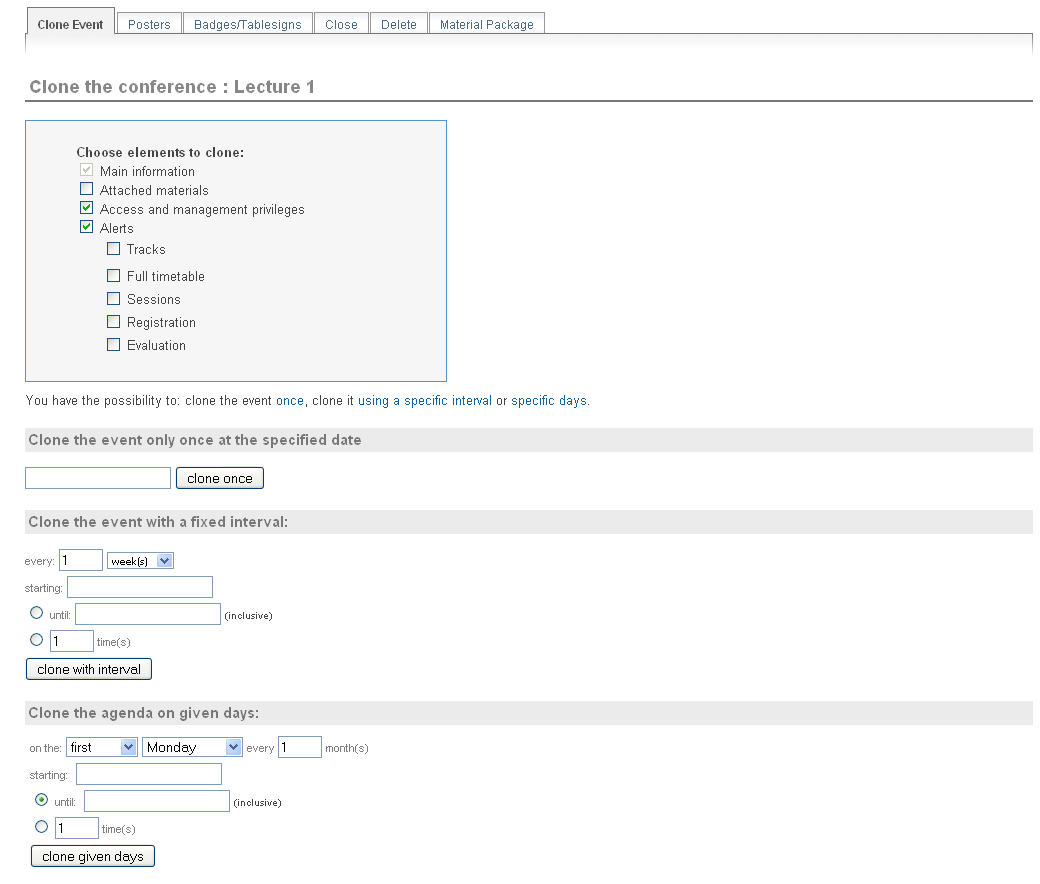 Clone Event Posters Badges/Tablesigns Close Delete Material Package
Clone the conference : Lecture 1
Choose elements to clone:
Main information
Attached materials
Access and management privileges
Alerts
Tracks
Full timetable
Sessions
Registration
Evaluation
You have the possibility to: clone the event once, clone it using a specific interval or specific days.
Clone the event only once at the specified date
clone once
Clone the event with a fixed interval:
every: 1 week(s)
starting:
until: (inclusive)
1 time(s)
clone with interval
Clone the agenda on given days:
on the: first Monday every 1 month(s)
starting:
until: (inclusive)
1 time(s)
clone given days